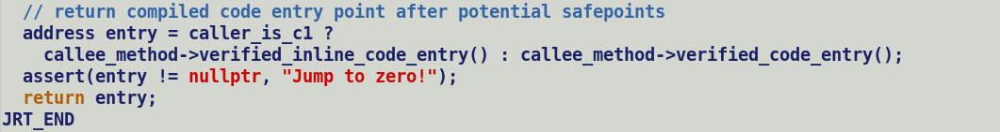 // return compiled code entry point after potential safepoints
address entry = caller_is_c1 ?
callee_method->verified_inline_code_entry() : callee_method->verified_code_entry();
assert(entry != nullptr, "Jump to zero!");
return entry;
JRT_END